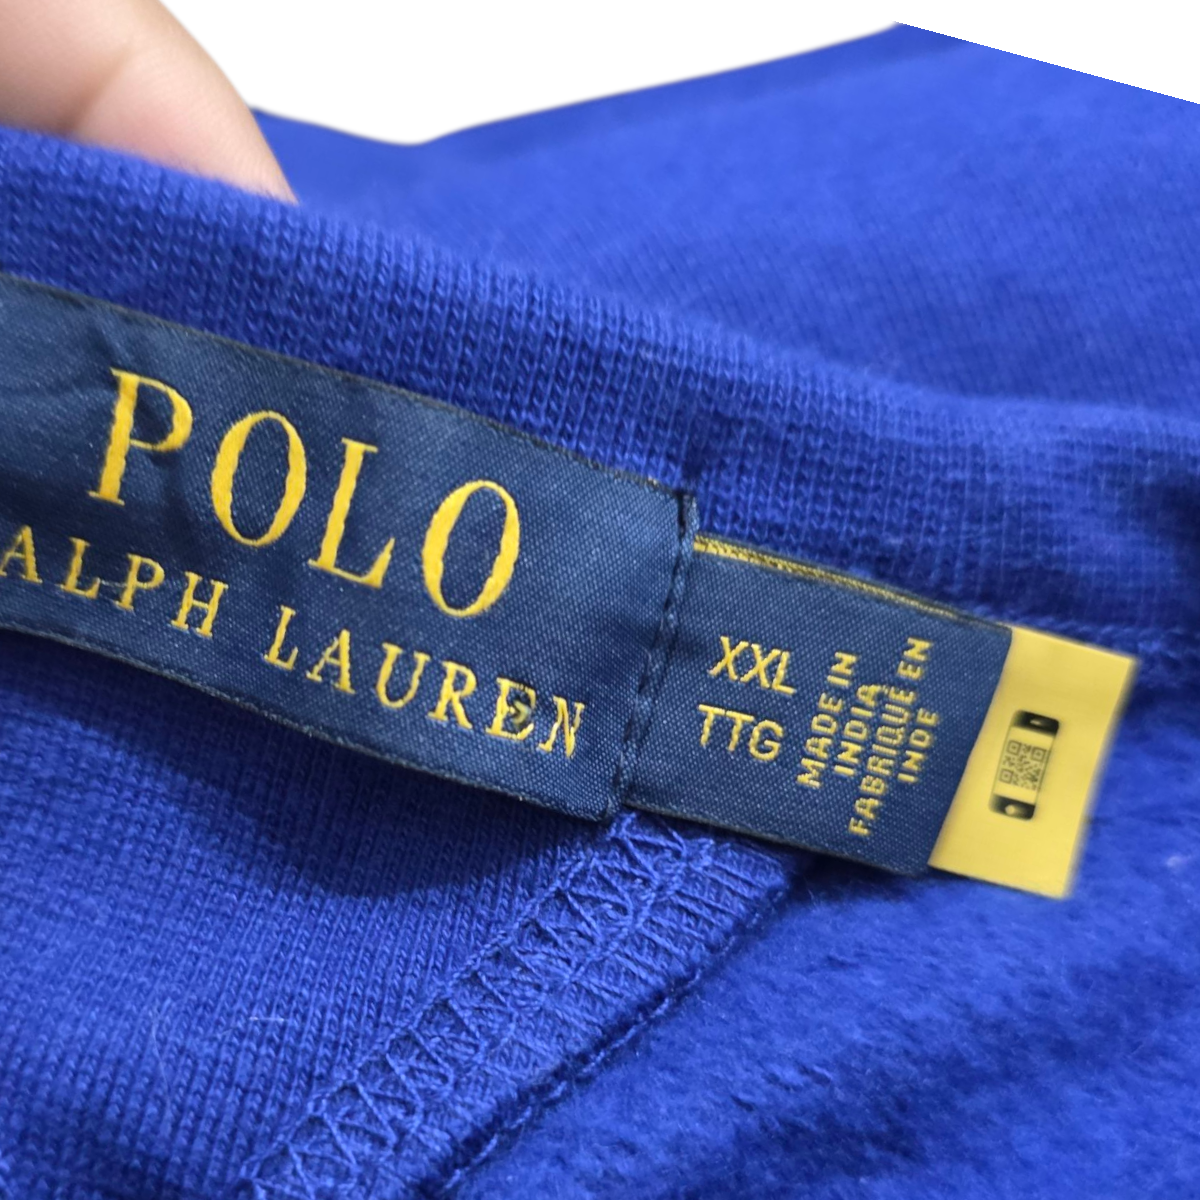 POLO
ALPH LAUREN
XXL
TTG
MADE IN
INDIA
FABRIQUÉ EN
INDE